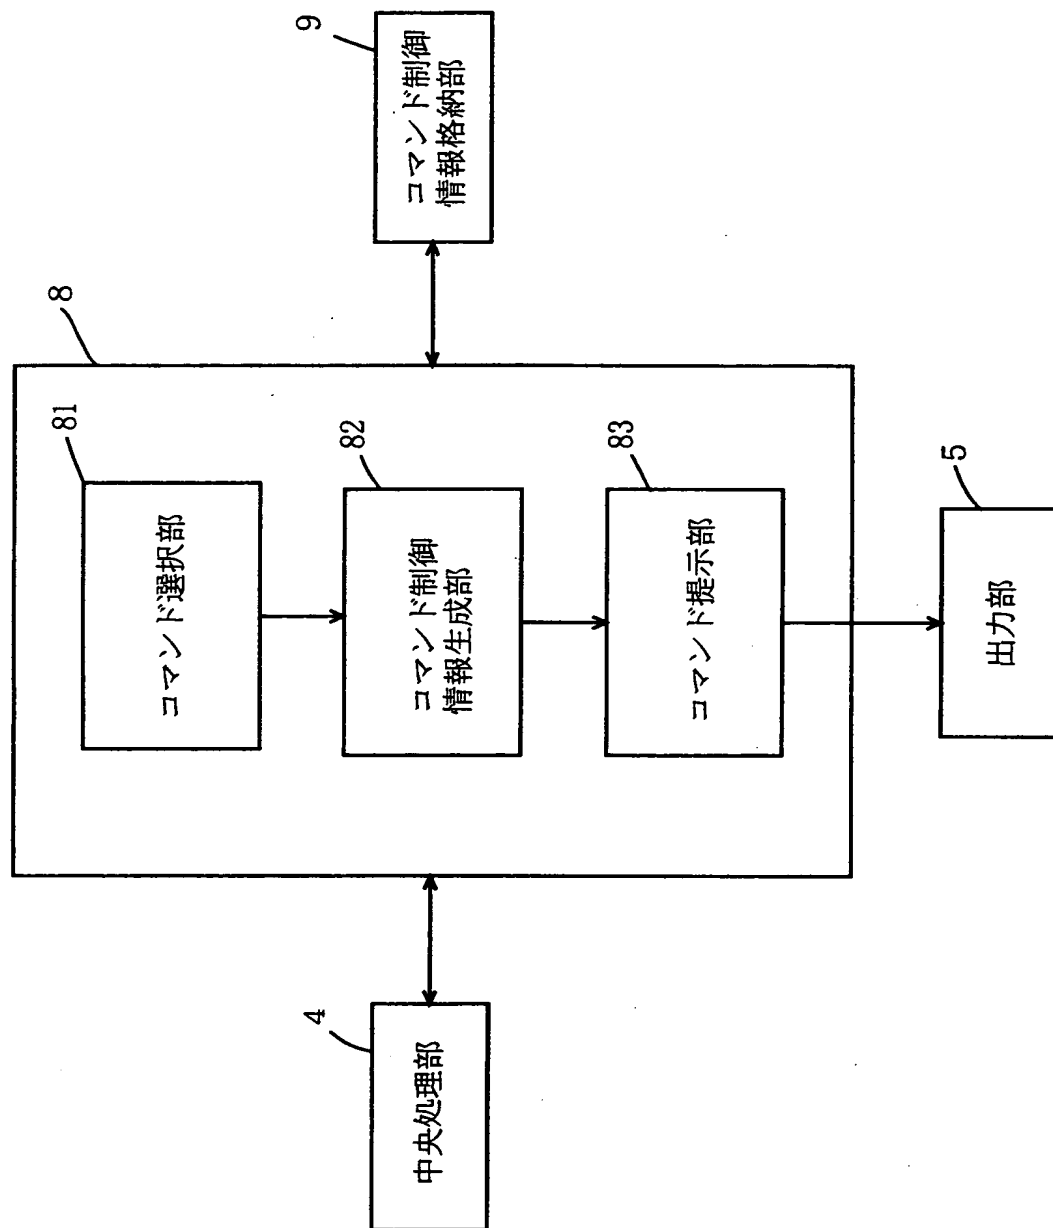 4
中央処理部
8
81
コマンド選択部
82
コマンド制御
情報生成部
83
コマンド提示部
5
出力部
9
コマンド制御
情報格納部